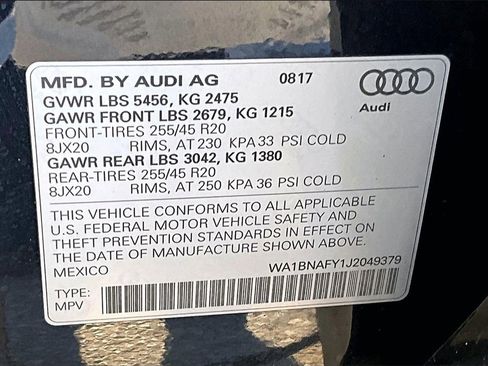 MFD. BY AUDI AG 0817
GVWR LBS 5456, KG 2475
GAWR FRONT LBS 2679, KG 1215
FRONT-TIRES 255/45 R20
8JX20 RIMS, AT 230 KPA 33 PSI COLD
GAWR REAR LBS 3042, KG 1380
REAR-TIRES 255/45 R20
8JX20 RIMS, AT 250 KPA 36 PSI COLD
Audi
THIS VEHICLE CONFORMS TO ALL APPLICABLE
U.S. FEDERAL MOTOR VEHICLE SAFETY AND
THEFT PREVENTION STANDARDS IN EFFECT ON
THE DATE OF MANUFACTURE SHOWN ABOVE.
MEXICO WA1BNAFY1J2049379
TYPE:
MPV